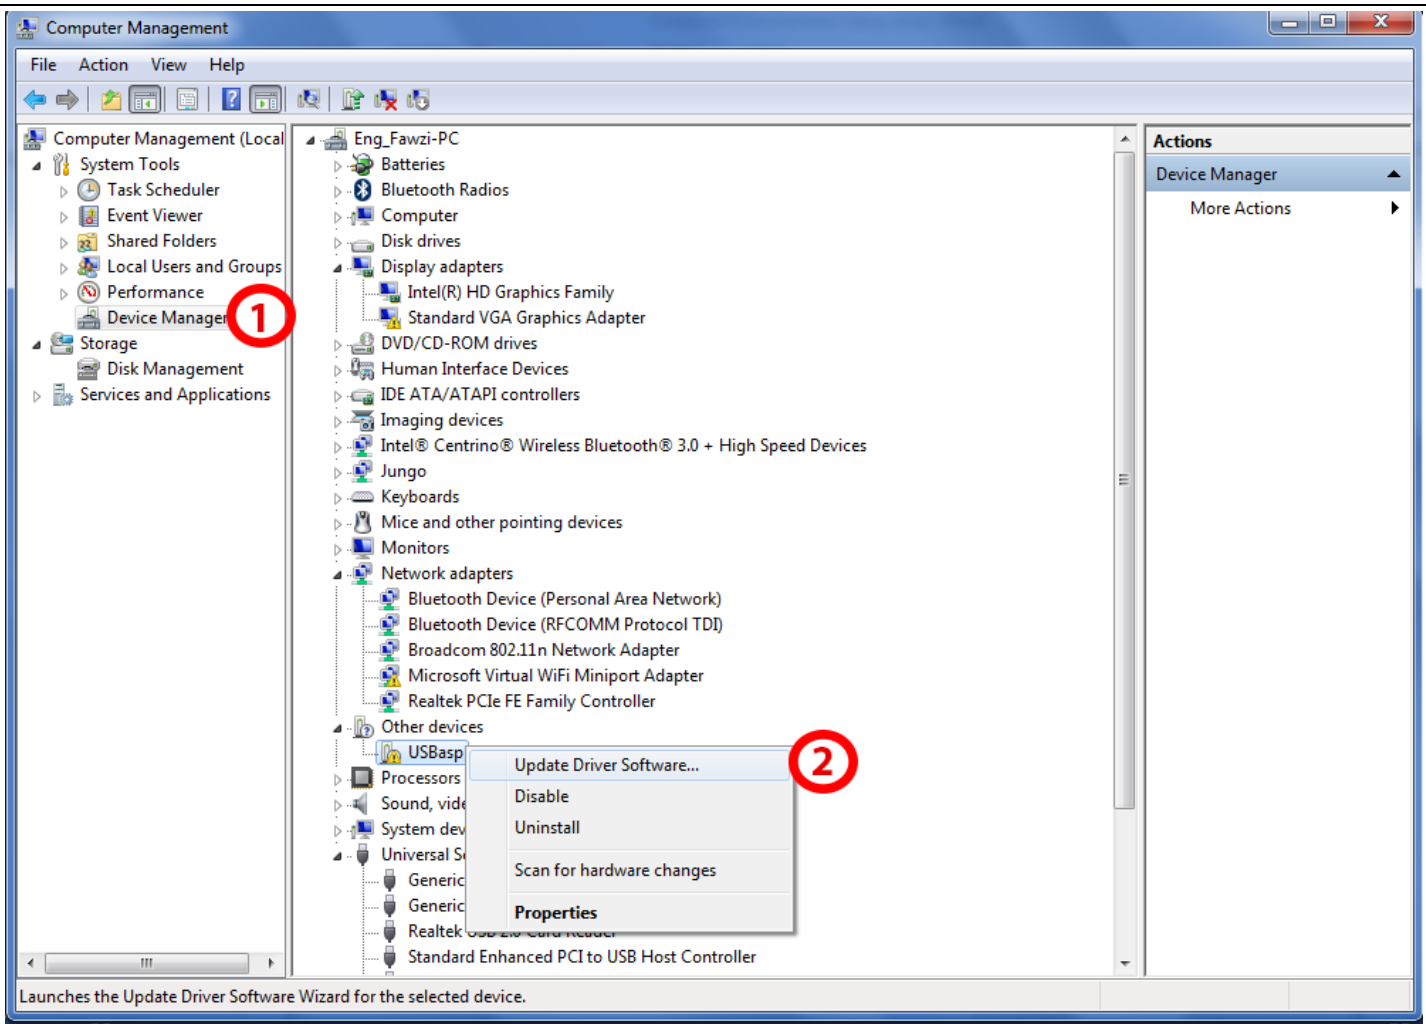 Computer Management
File Action View Help
Computer Management (Local
System Tools
Task Scheduler
Event Viewer
Shared Folders
Local Users and Groups
Performance
Device Manager
1
Storage
Disk Management
Services and Applications
Eng_Fawzi-PC
Batteries
Bluetooth Radios
Computer
Disk drives
Display adapters
Intel(R) HD Graphics Family
Standard VGA Graphics Adapter
DVD/CD-ROM drives
Human Interface Devices
IDE ATA/ATAPI controllers
Imaging devices
Intel® Centrino® Wireless Bluetooth® 3.0 + High Speed Devices
Jungo
Keyboards
Mice and other pointing devices
Monitors
Network adapters
Bluetooth Device (Personal Area Network)
Bluetooth Device (RFCOMM Protocol TDI)
Broadcom 802.11n Network Adapter
Microsoft Virtual WiFi Miniport Adapter
Realtek PCIe FE Family Controller
Other devices
USBasp
Processors
Sound, vide
System dev
Universal Se
Generic
Generic
Realtek USB 2.0 Card Reader
Standard Enhanced PCI to USB Host Controller
Update Driver Software...
2
Disable
Uninstall
Scan for hardware changes
Properties
Actions
Device Manager
More Actions
Launches the Update Driver Software Wizard for the selected device.